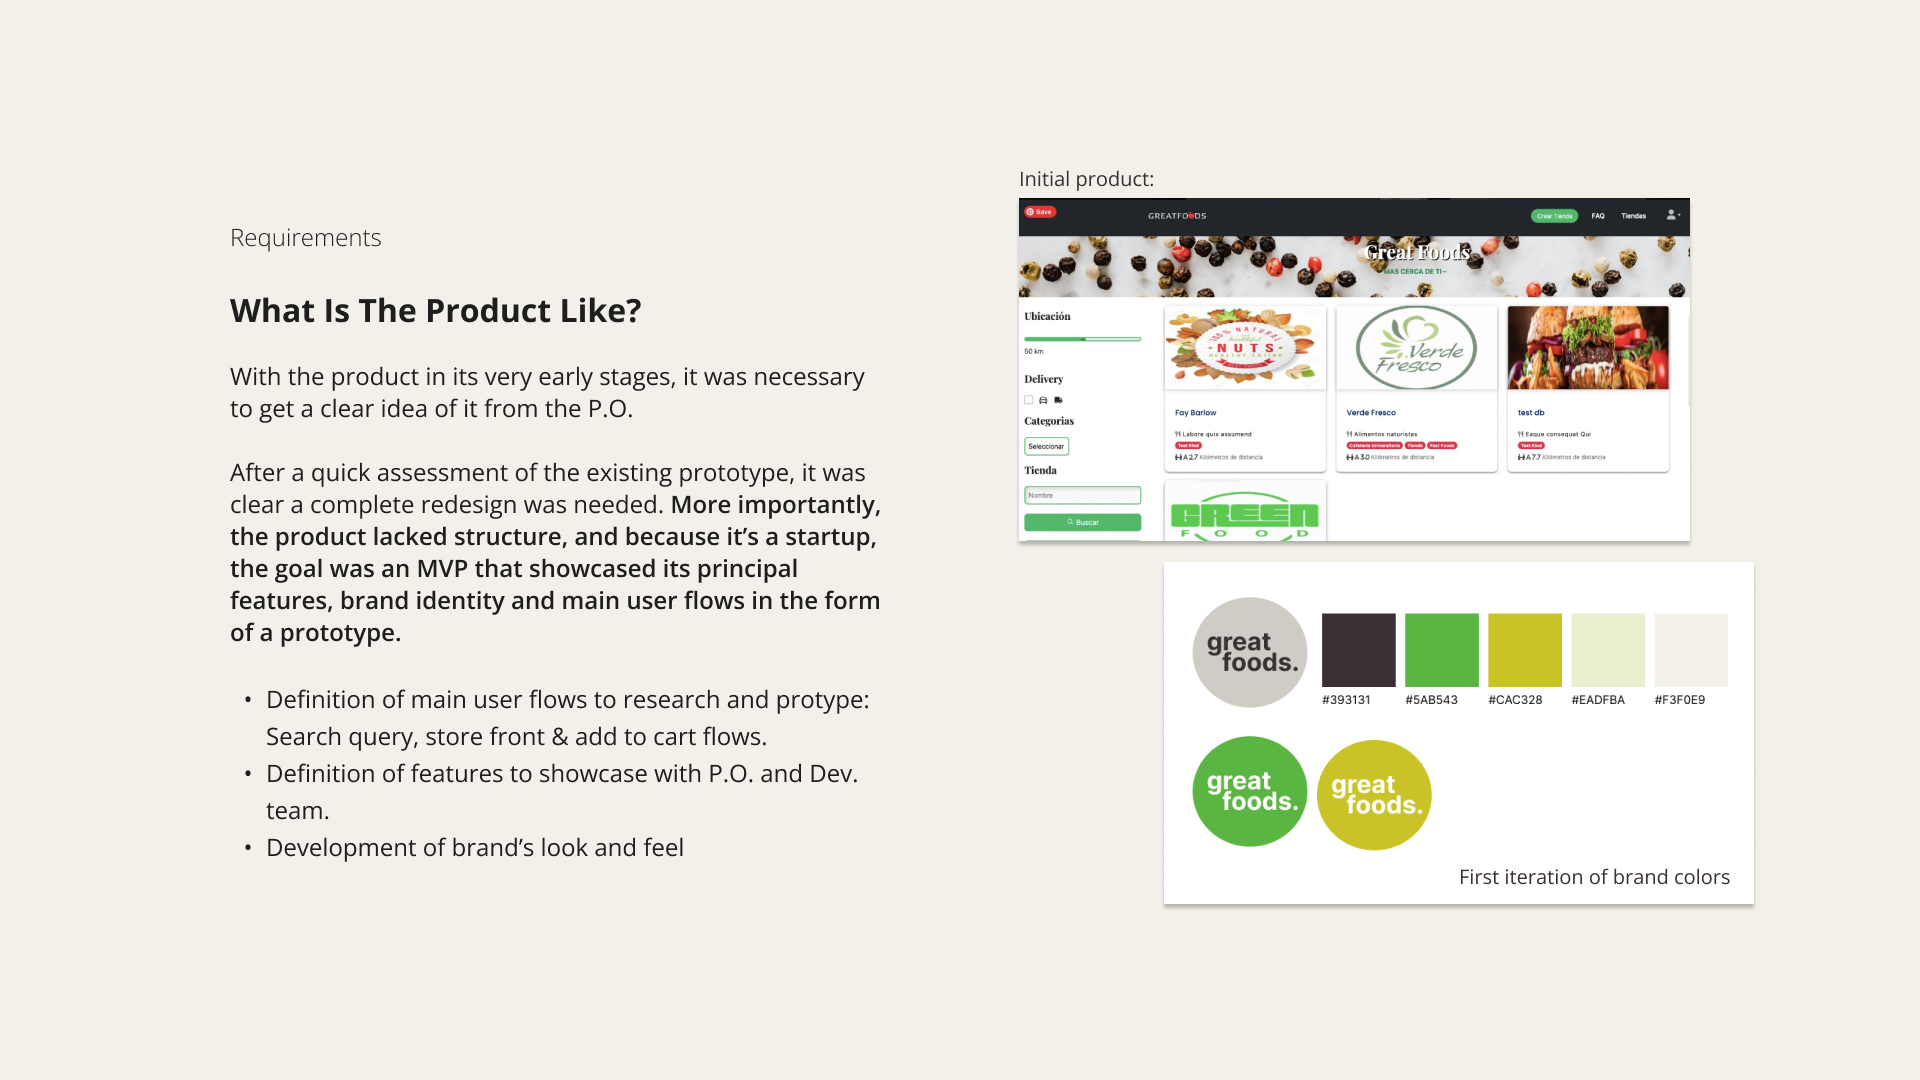 Requirements
What Is The Product Like?
With the product in its very early stages, it was necessary
to get a clear idea of it from the P.O.
After a quick assessment of the existing prototype, it was
clear a complete redesign was needed. More importantly,
the product lacked structure, and because it’s a startup,
the goal was an MVP that showcased its principal
features, brand identity and main user flows in the form
of a prototype.
• Definition of main user flows to research and protype:
Search query, store front & add to cart flows.
• Definition of features to showcase with P.O. and Dev.
team.
• Development of brand’s look and feel
Initial product:
Save
GREATFOODS
Crear Tienda
FAQ
Tiendas
Great Foods
MAS CERCA DE TI
Ubicación
50 km
Delivery
Categorias
Seleccionar
Tienda
Nombre
Buscar
100% NATURAL
NUTS
HEALTHY EATING
Fay Barlow
Labore quis assumend
Test Kind
A 2.7 Kilómetros de distancia
Verde
Fresco
Verde Fresco
Alimentos naturistas
Cafetería Universitaria Tienda Fast Foods
A 3.0 Kilómetros de distancia
test db
Eaque consequat Qui
Test Kind
A 7.7 Kilómetros de distancia
GREEN
FOOD
great
foods.
#393131
#5AB543
#CAC328
#EADFBA
#F3F0E9
great
foods.
great
foods.
First iteration of brand colors